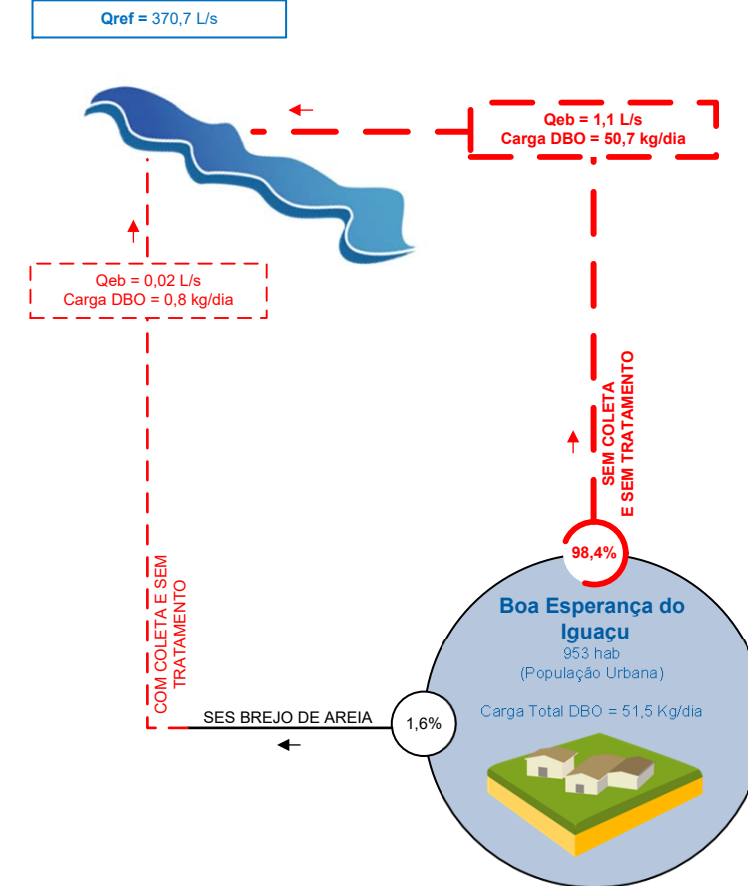 Qref = 370,7 L/s
Qeb = 1,1 L/s
Carga DBO = 50,7 kg/dia
Qeb = 0,02 L/s
Carga DBO = 0,8 kg/dia
SEM COLETA
E SEM TRATAMENTO
98,4%
COM COLETA E SEM
TRATAMENTO
Boa Esperança do
Iguaçu
953 hab
(População Urbana)
Carga Total DBO = 51,5 Kg/dia
SES BREJO DE AREIA
1,6%